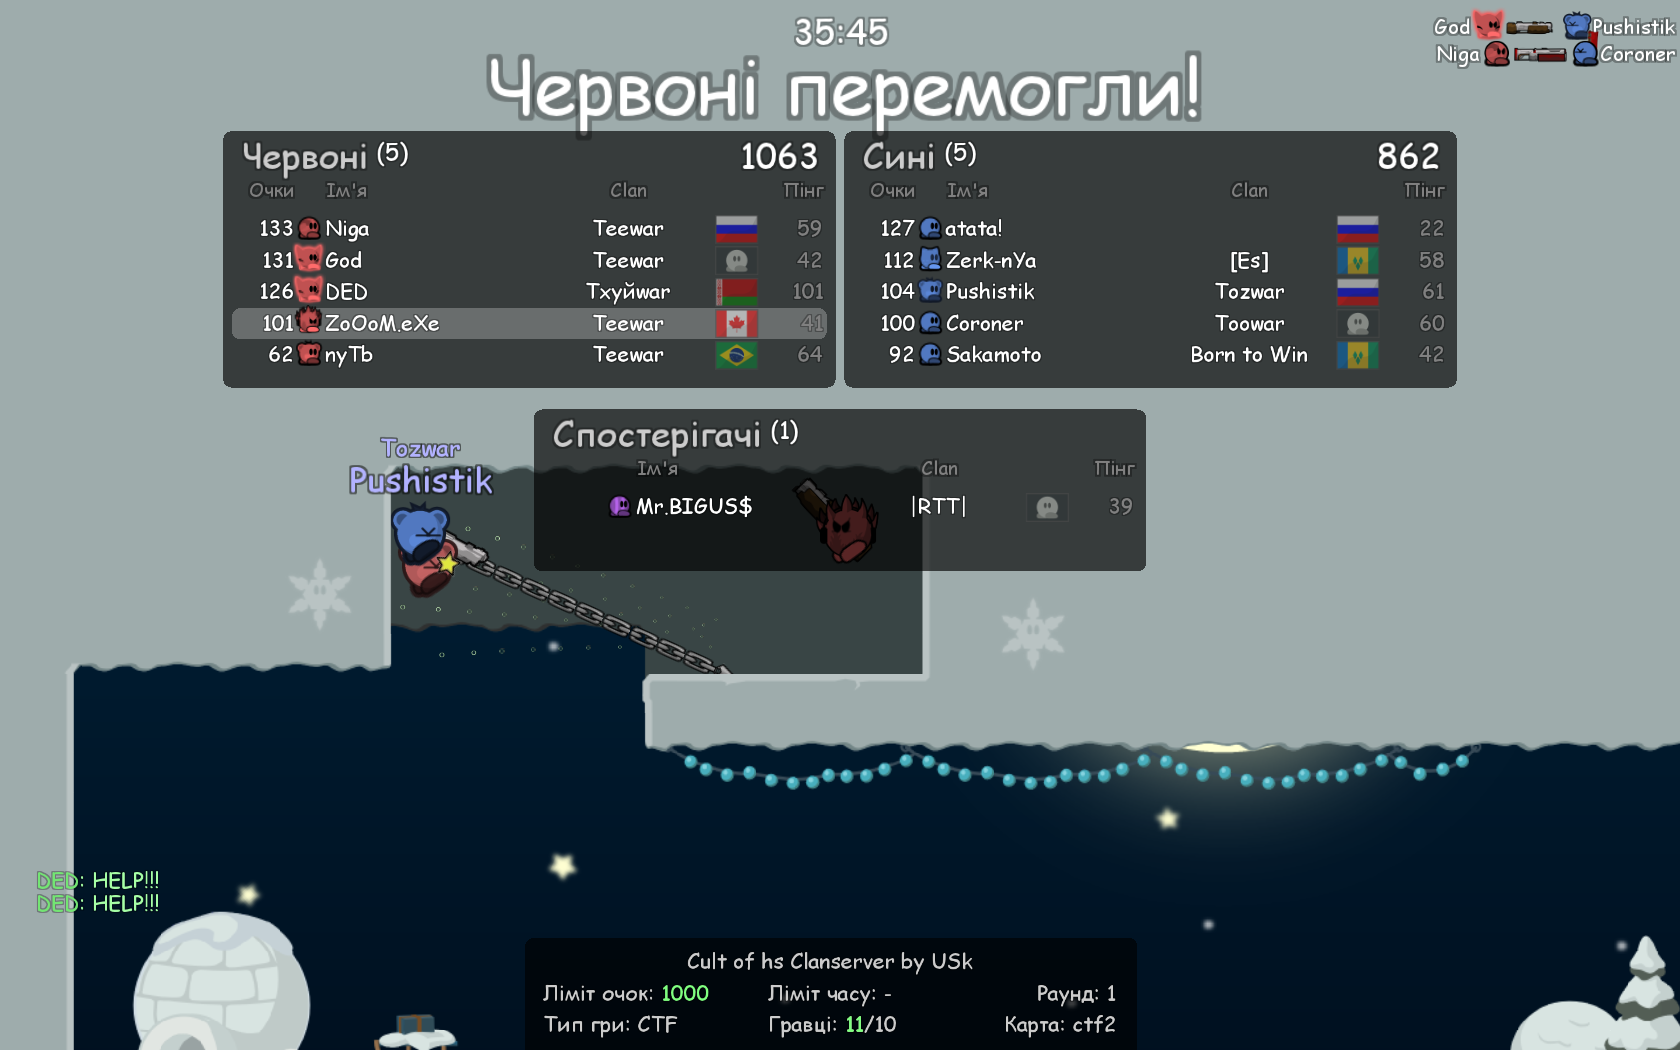 35:45
God Pushistik
Niga Coroner
Червоні перемогли!
Червоні (5) 1063
Очки Ім'я Clan Пінг
133 Niga Teewar 59
131 God Teewar 42
126 DED Тхуйwar 101
101 ZoOoM.eXe Teewar 41
62 nyTb Teewar 64
Сині (5) 862
Очки Ім'я Clan Пінг
127 atata! 22
112 Zerk-nYa [Es] 58
104 Pushistik Tozwar 61
100 Coroner Toowar 60
92 Sakamoto Born to Win 42
Спостерігачі (1)
Ім'я Clan Пінг
Mr.BIGUS$ |RTT| 39
Tozwar
Pushistik
DED: HELP!!!
DED: HELP!!!
Cult of hs Clanserver by USk
Ліміт очок: 1000 Ліміт часу: - Раунд: 1
Тип гри: CTF Гравці: 11/10 Карта: ctf2